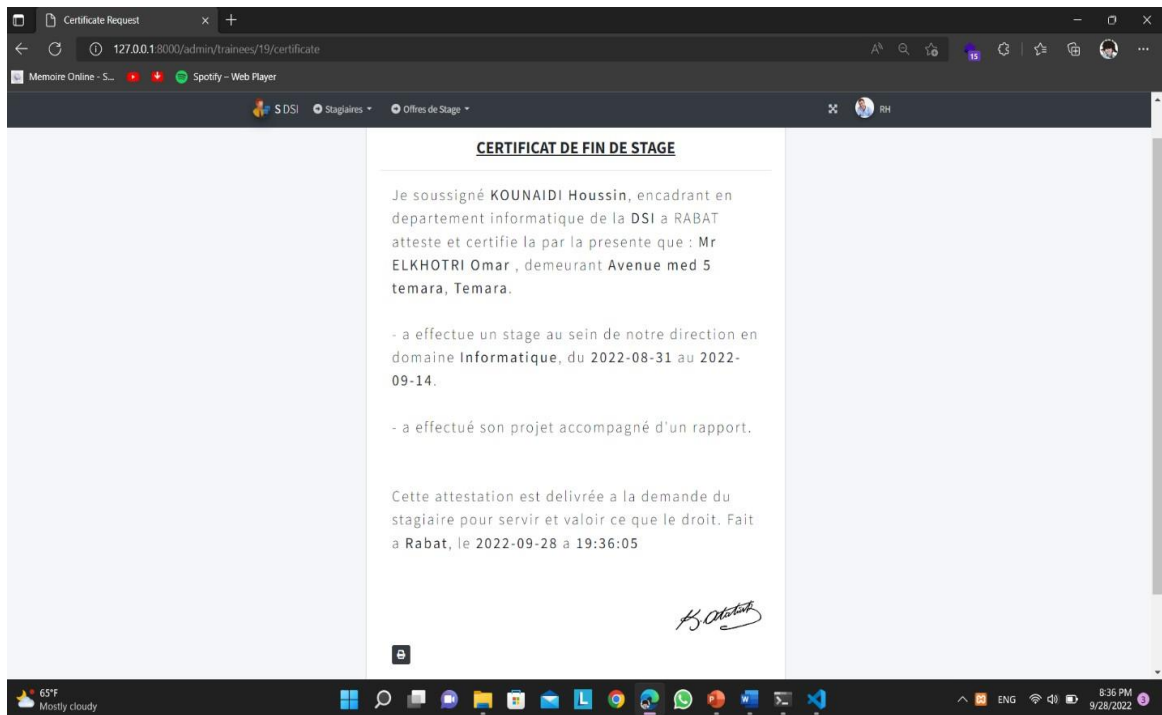 Certificate Request
127.0.0.1:8000/admin/trainees/19/certificate
15
Memoire Online - S...
Spotify – Web Player
S DSI Stagiaires Offres de Stage RH
CERTIFICAT DE FIN DE STAGE
Je soussigné KOUNAIDI Houssin, encadrant en
departement informatique de la DSI a RABAT
atteste et certifie la par la presente que : Mr
ELKHOTRI Omar , demeurant Avenue med 5
temara, Temara.
- a effectue un stage au sein de notre direction en
domaine Informatique, du 2022-08-31 au 2022-
09-14.
- a effectué son projet accompagné d'un rapport.
Cette attestation est delivrée a la demande du
stagiaire pour servir et valoir ce que le droit. Fait
a Rabat, le 2022-09-28 a 19:36:05
65°F
Mostly cloudy
ENG
8:36 PM
9/28/2022
3